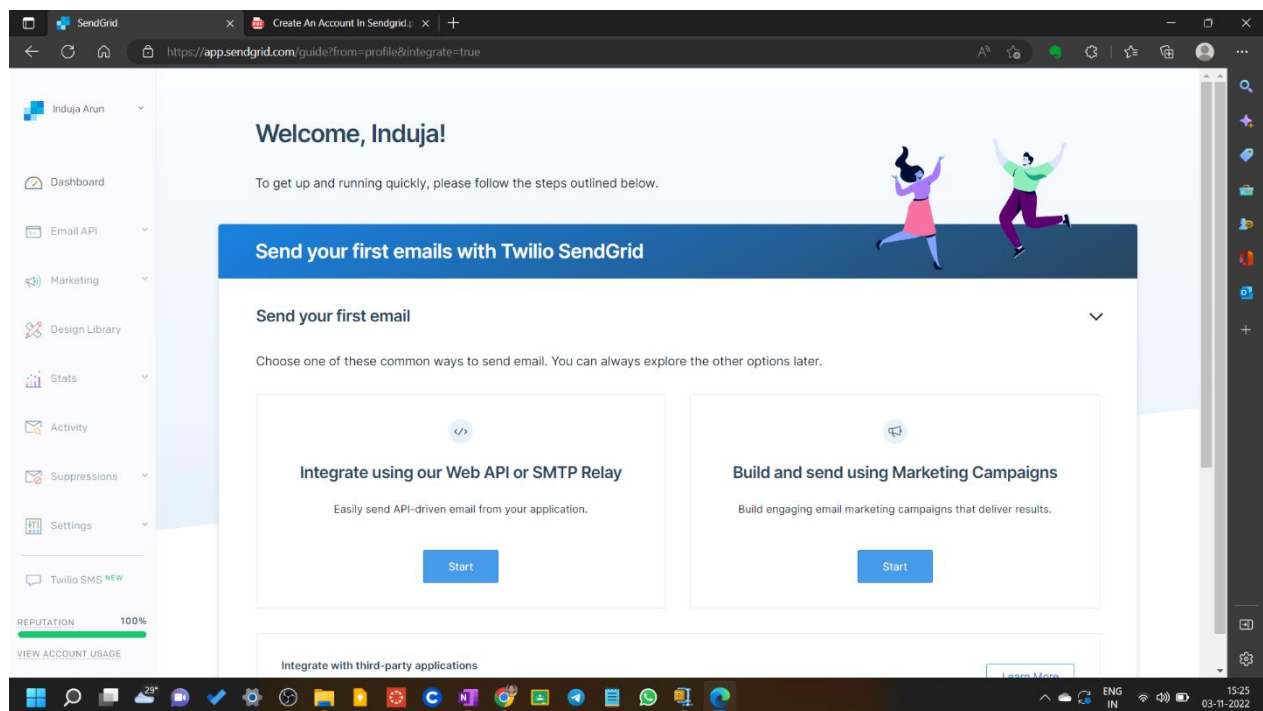 SendGrid
Create An Account In Sendgrid.p
https://app.sendgrid.com/guide?from=profile&integrate=true
Induja Arun
Dashboard
Email API
Marketing
Design Library
Stats
Activity
Suppressions
Settings
Twilio SMS NEW
REPUTATION 100%
VIEW ACCOUNT USAGE
Welcome, Induja!
To get up and running quickly, please follow the steps outlined below.
Send your first emails with Twilio SendGrid
Send your first email
Choose one of these common ways to send email. You can always explore the other options later.
Integrate using our Web API or SMTP Relay
Easily send API-driven email from your application.
Start
Build and send using Marketing Campaigns
Build engaging email marketing campaigns that deliver results.
Start
Integrate with third-party applications
Learn More
29°
ENG
IN
15:25
03-11-2022